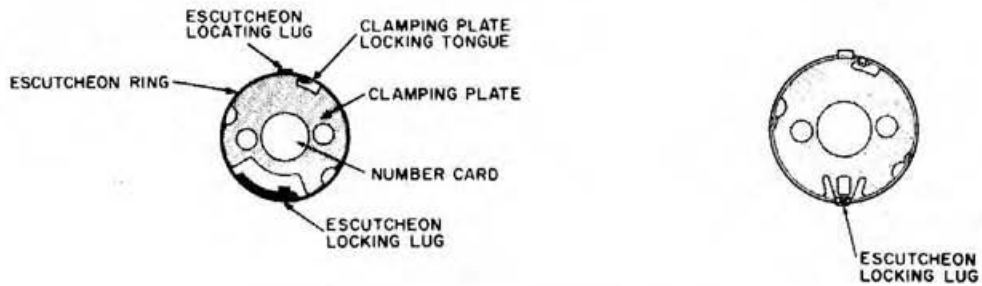 ESCUTCHEON
LOCATING LUG
CLAMPING PLATE
LOCKING TONGUE
ESCUTCHEON RING
CLAMPING PLATE
NUMBER CARD
ESCUTCHEON
LOCKING LUG
ESCUTCHEON
LOCKING LUG